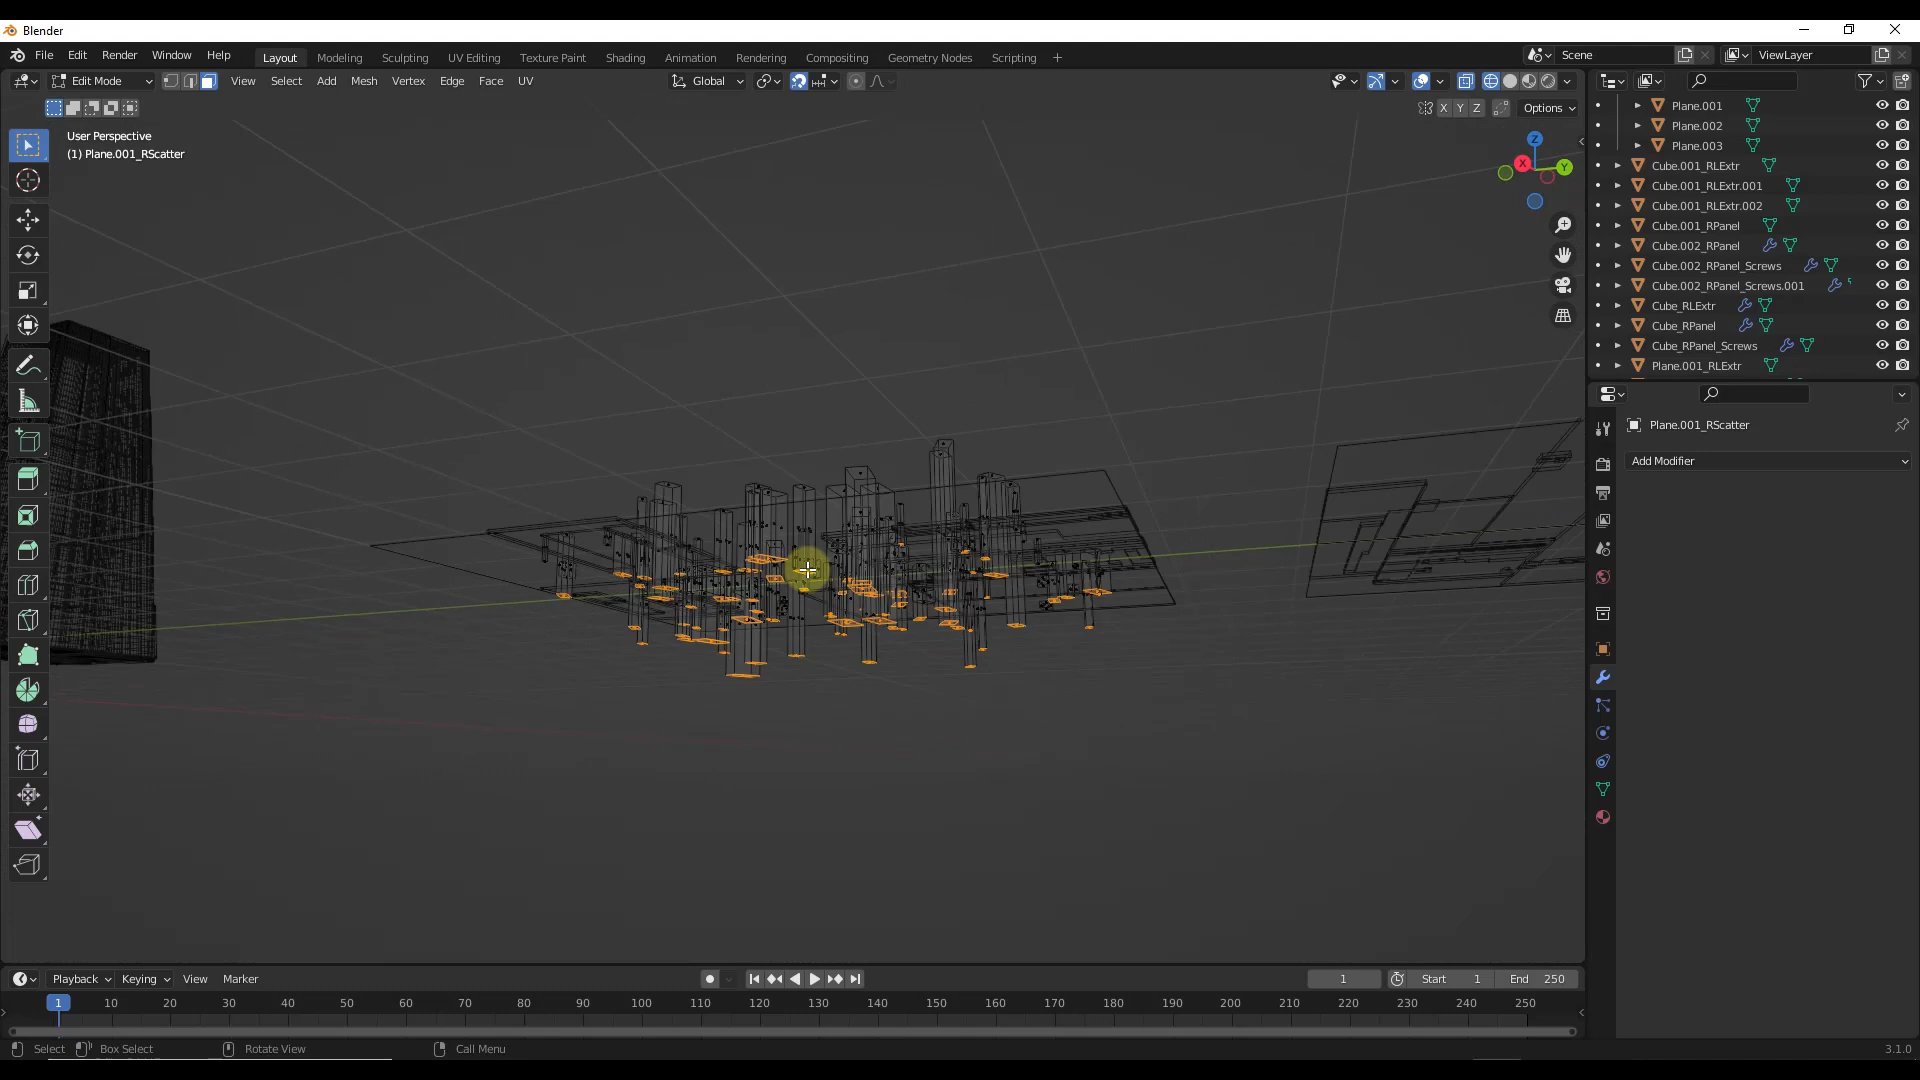 Blender
File Edit Render Window Help
Layout Modeling Sculpting UV Editing Texture Paint Shading Animation Rendering Compositing Geometry Nodes Scripting +
Scene
ViewLayer
Edit Mode
View Select Add Mesh Vertex Edge Face UV
Global
X Y Z
Options
User Perspective
(1) Plane.001_RScatter
Z
X
Y
Plane.001
Plane.002
Plane.003
Cube.001_RLExtr
Cube.001_RLExtr.001
Cube.001_RLExtr.002
Cube.001_RPanel
Cube.002_RPanel
Cube.002_RPanel_Screws
Cube.002_RPanel_Screws.001
Cube_RLExtr
Cube_RPanel
Cube_RPanel_Screws
Plane.001_RLExtr
Plane.001_RScatter
Add Modifier
Playback Keying View Marker
1
Start 1
End 250
1 10 20 30 40 50 60 70 80 90 100 110 120 130 140 150 160 170 180 190 200 210 220 230 240 250
Select Box Select Rotate View Call Menu
3.1.0